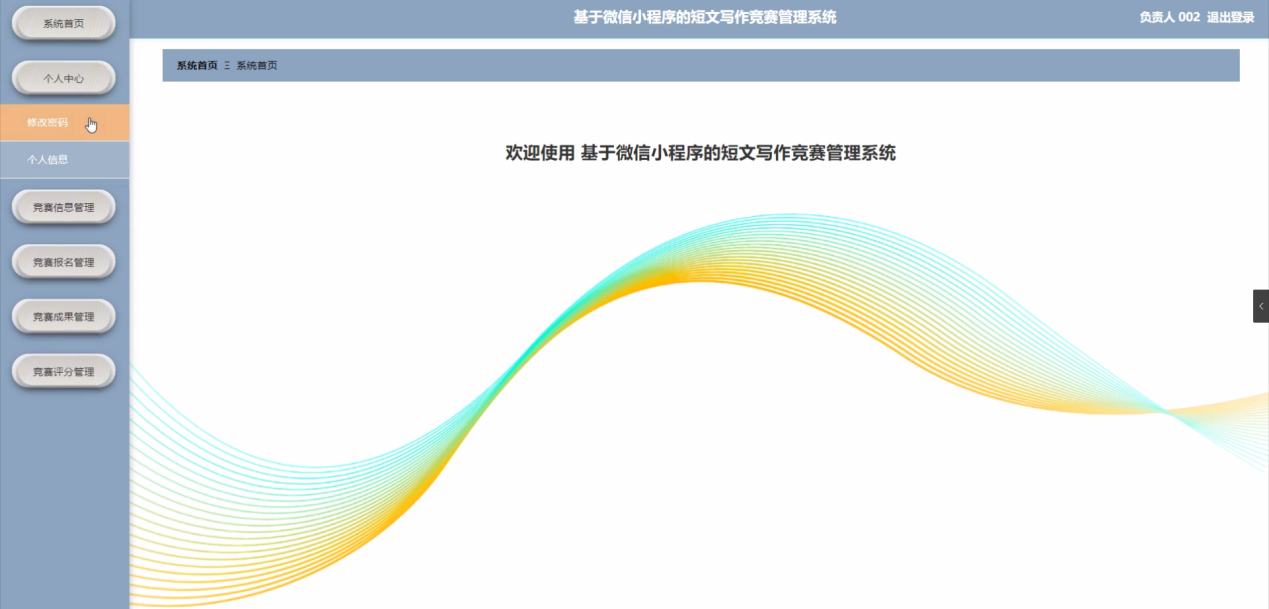 基于微信小程序的短文写作竞赛管理系统
负责人 002 退出登录
系统首页
个人中心
修改密码
个人信息
竞赛信息管理
竞赛报名管理
竞赛成果管理
竞赛评分管理
系统首页 Ξ 系统首页
欢迎使用 基于微信小程序的短文写作竞赛管理系统